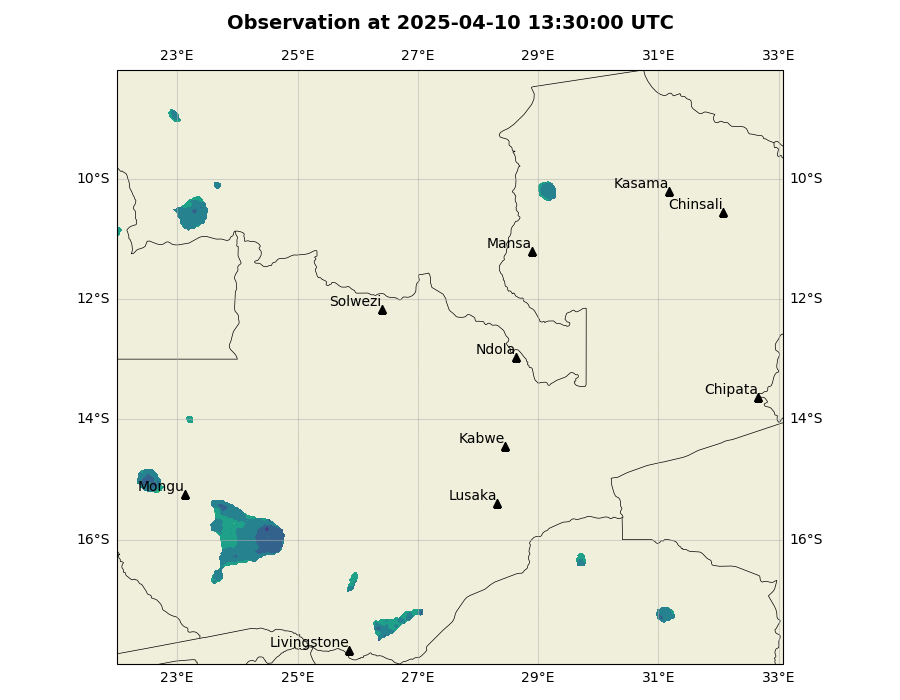 Observation at 2025-04-10 13:30:00 UTC
23°E 25°E 27°E 29°E 31°E 33°E
10°S 10°S
Kasama
Chinsali
Mansa
12°S 12°S
Solwezi
Ndola
Chipata
14°S 14°S
Kabwe
Mongu
Lusaka
16°S 16°S
Livingstone
23°E 25°E 27°E 29°E 31°E 33°E